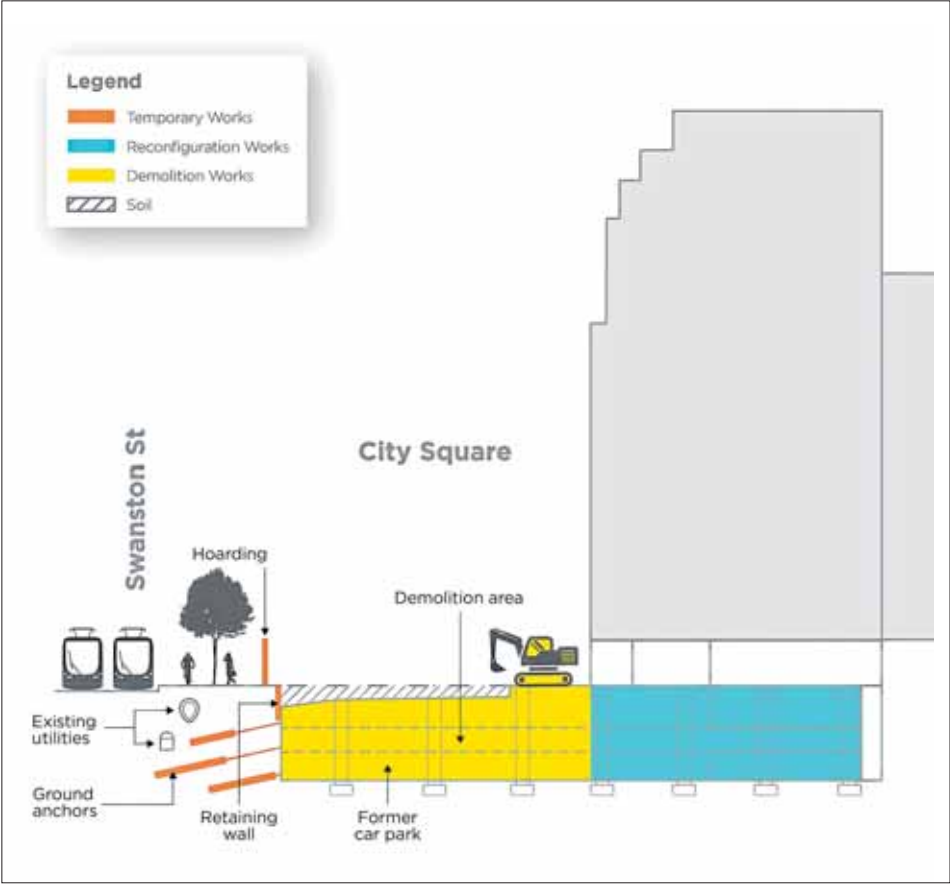 Legend
Temporary Works
Reconfiguration Works
Demolition Works
Soil
Swanston St
City Square
Hoarding
Demolition area
Existing
utilities
Ground
anchors
Retaining
wall
Former
car park